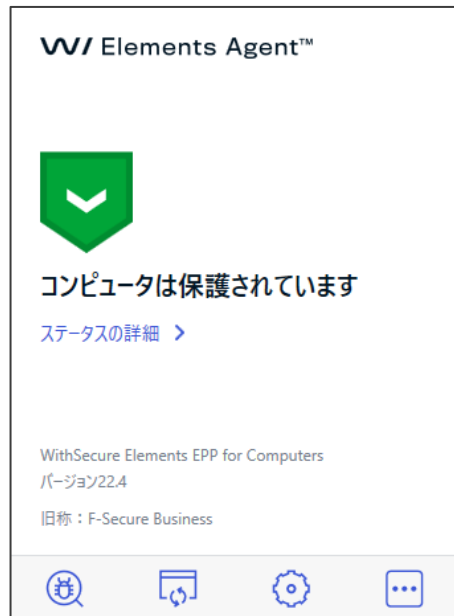 W/ Elements Agent™
コンピュータは保護されています
ステータスの詳細
WithSecure Elements EPP for Computers
バージョン22.4
旧称：F-Secure Business